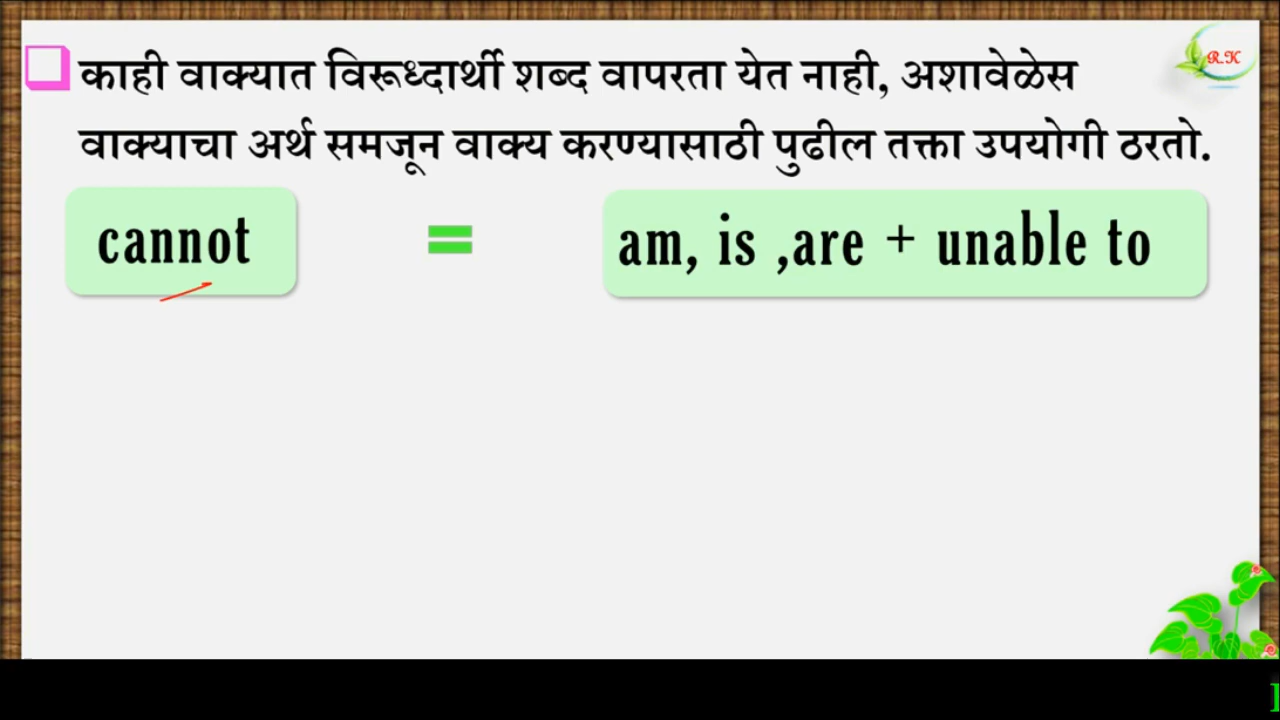 काही वाक्यात विरूध्दार्थी शब्द वापरता येत नाही, अशावेळेस
वाक्याचा अर्थ समजून वाक्य करण्यासाठी पुढील तक्ता उपयोगी ठरतो.
cannot = am, is ,are + unable to
R.K